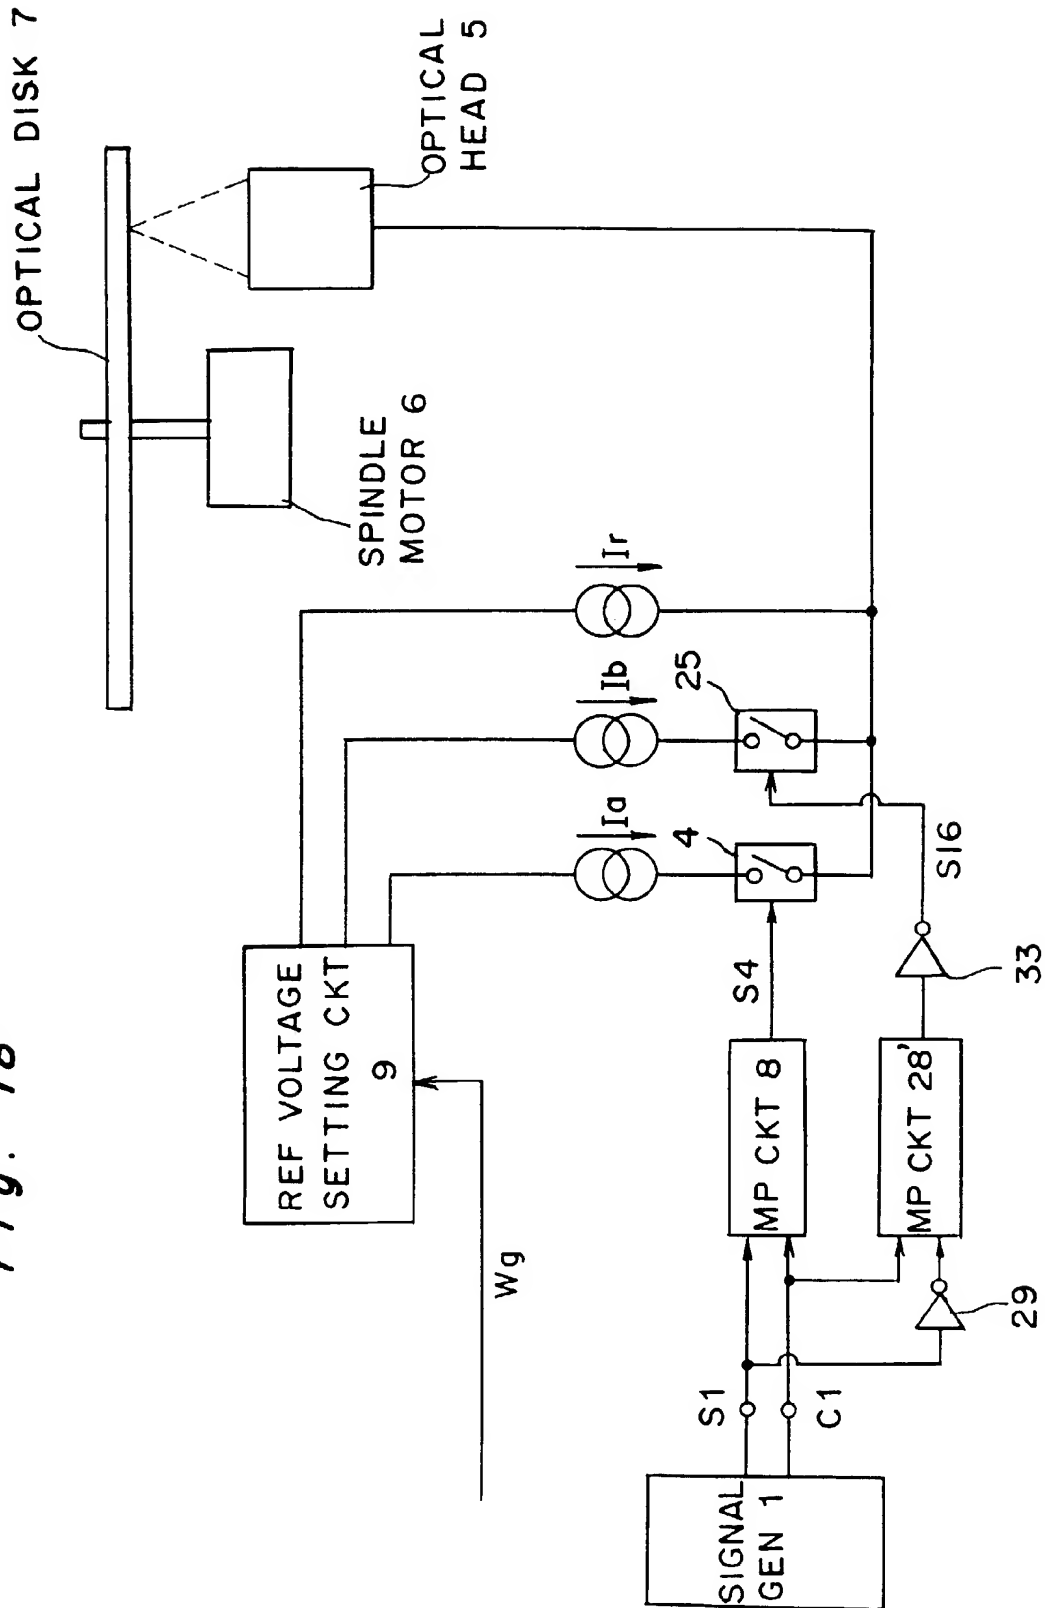 OPTICAL DISK 7
OPTICAL
HEAD 5
SPINDLE
MOTOR 6
Ir
Ib
Ia
25
4
REF VOLTAGE
SETTING CKT
9
Wg
S4
S16
MP CKT 8
MP CKT 28'
33
29
S1
C1
SIGNAL
GEN 1